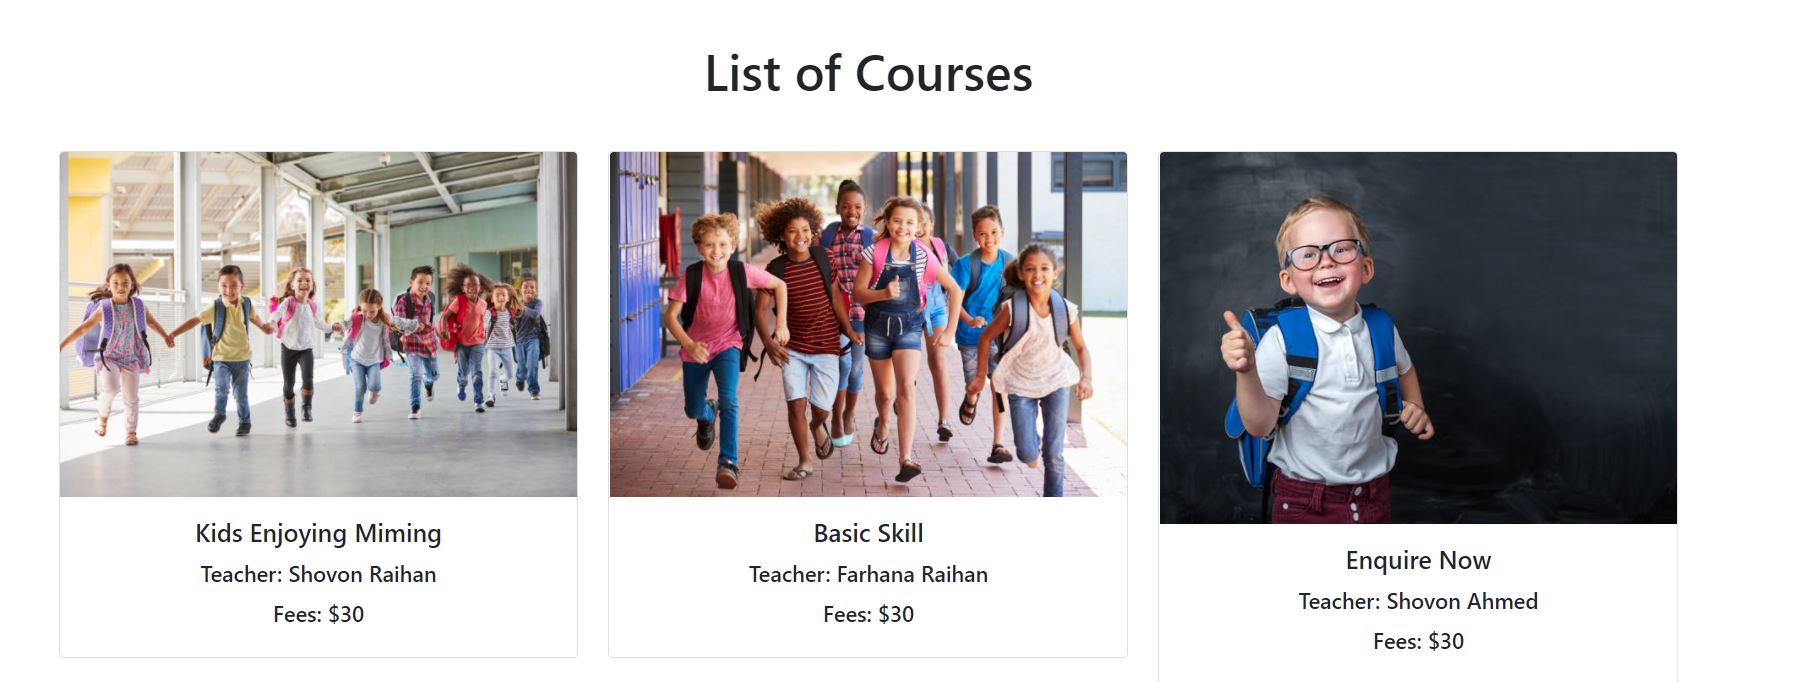 List of Courses
Kids Enjoying Miming
Teacher: Shovon Raihan
Fees: $30
Basic Skill
Teacher: Farhana Raihan
Fees: $30
Enquire Now
Teacher: Shovon Ahmed
Fees: $30